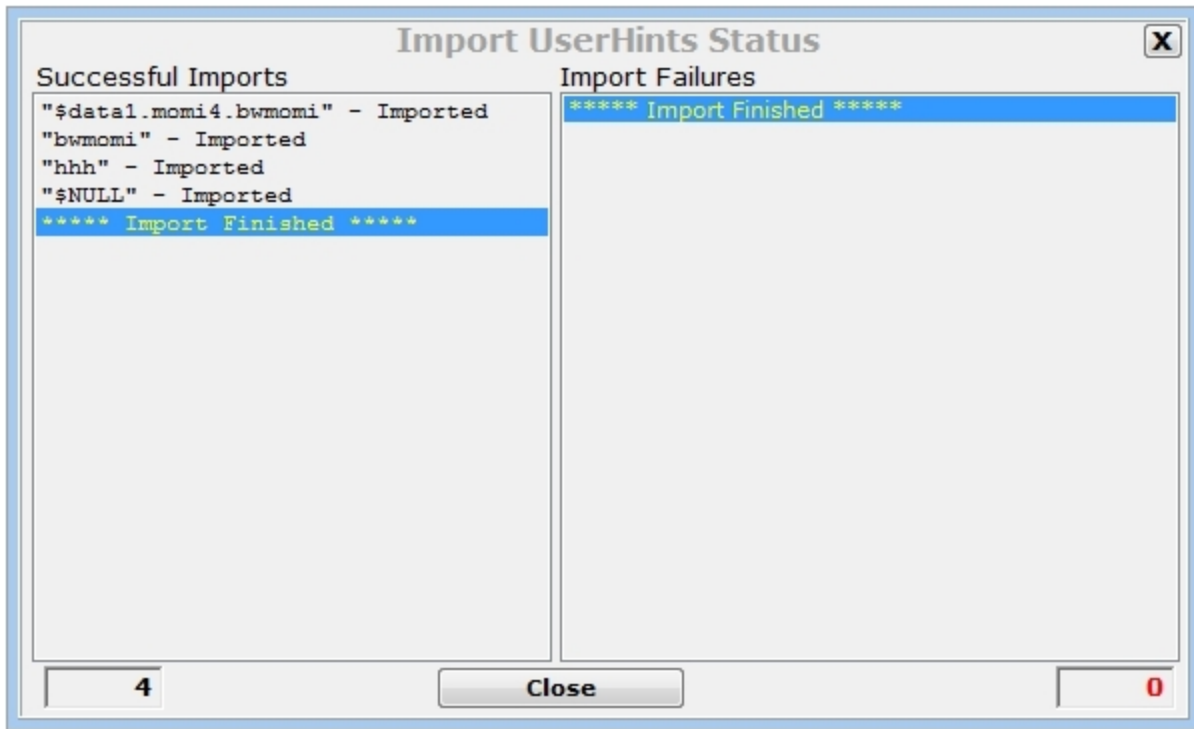 Import UserHints Status
X
Successful Imports
Import Failures
"$data1.momi4.bwmomi" - Imported
"bwmomi" - Imported
"hhh" - Imported
"$NULL" - Imported
***** Import Finished *****
***** Import Finished *****
4
Close
0